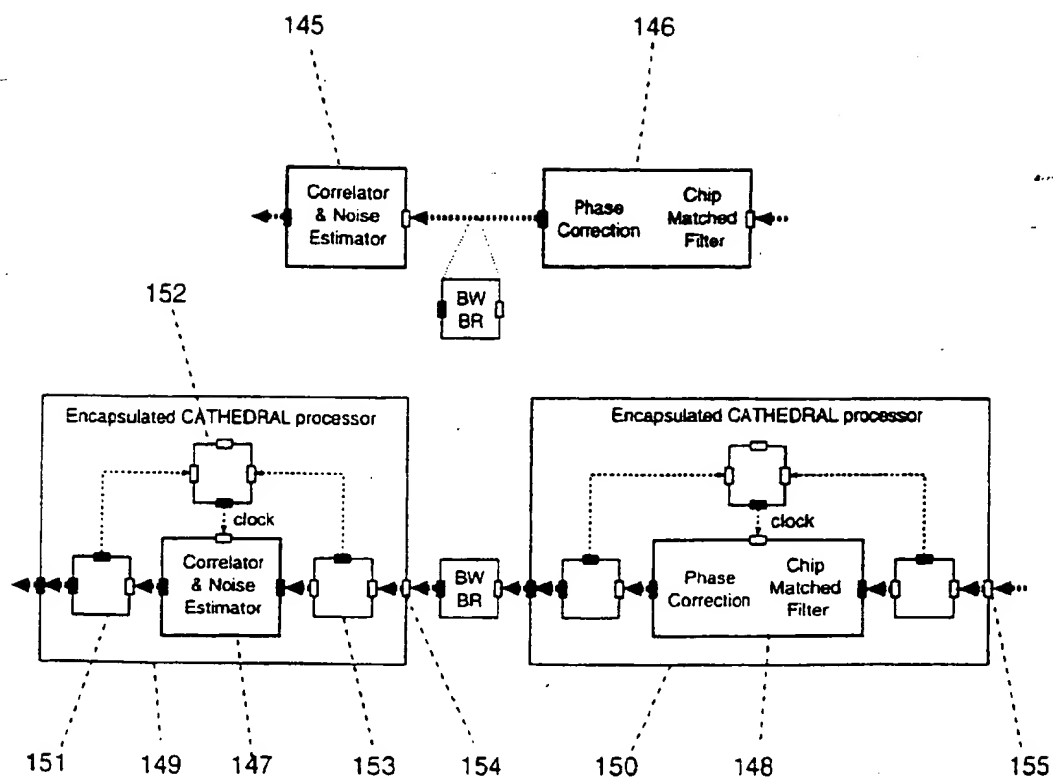 145
146
Correlator
& Noise
Estimator
Phase
Correction
Chip
Matched
Filter
BW
BR
152
Encapsulated CATHEDRAL processor
Encapsulated CATHEDRAL processor
clock
clock
Correlator
& Noise
Estimator
BW
BR
Phase
Correction
Chip
Matched
Filter
151
149
147
153
154
150
148
155